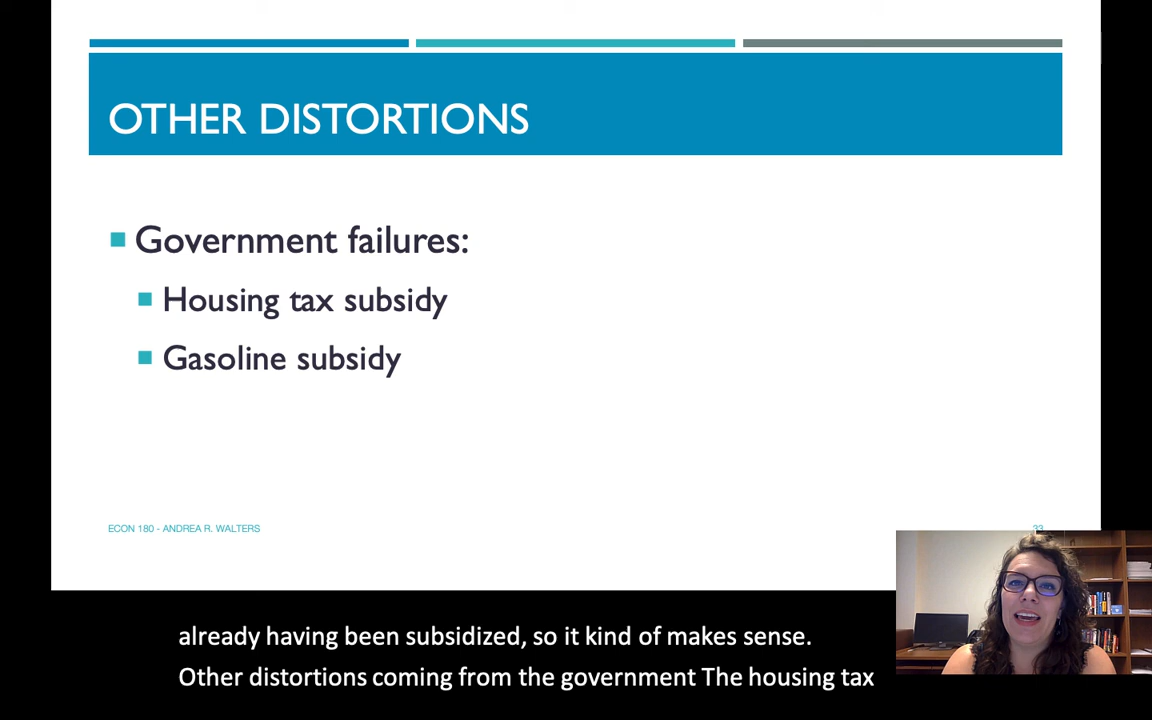 OTHER DISTORTIONS
Government failures:
Housing tax subsidy
Gasoline subsidy
ECON 180 - ANDREA R. WALTERS
33
already having been subsidized, so it kind of makes sense.
Other distortions coming from the government The housing tax